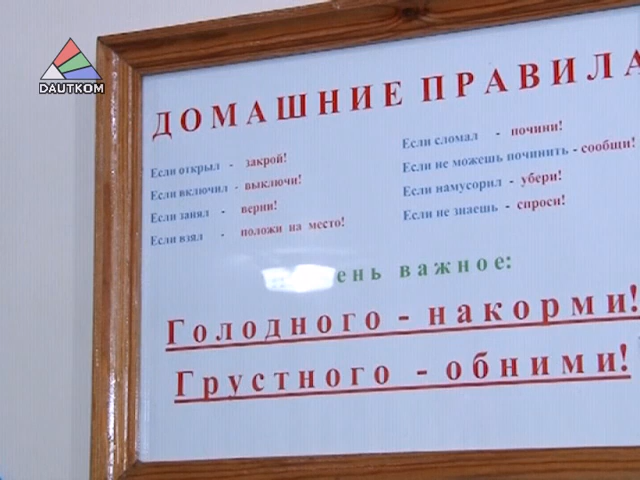 DAUTKOM
ДОМАШНИЕ ПРАВИЛА
Если открыл - закрой!
Если включил - выключи!
Если занял - верни!
Если взял - положи на место!
Если сломал - почини!
Если не можешь починить - сообщи!
Если намусорил - убери!
Если не знаешь - спроси!
важное:
Голодного - накорми!
Грустного - обними!